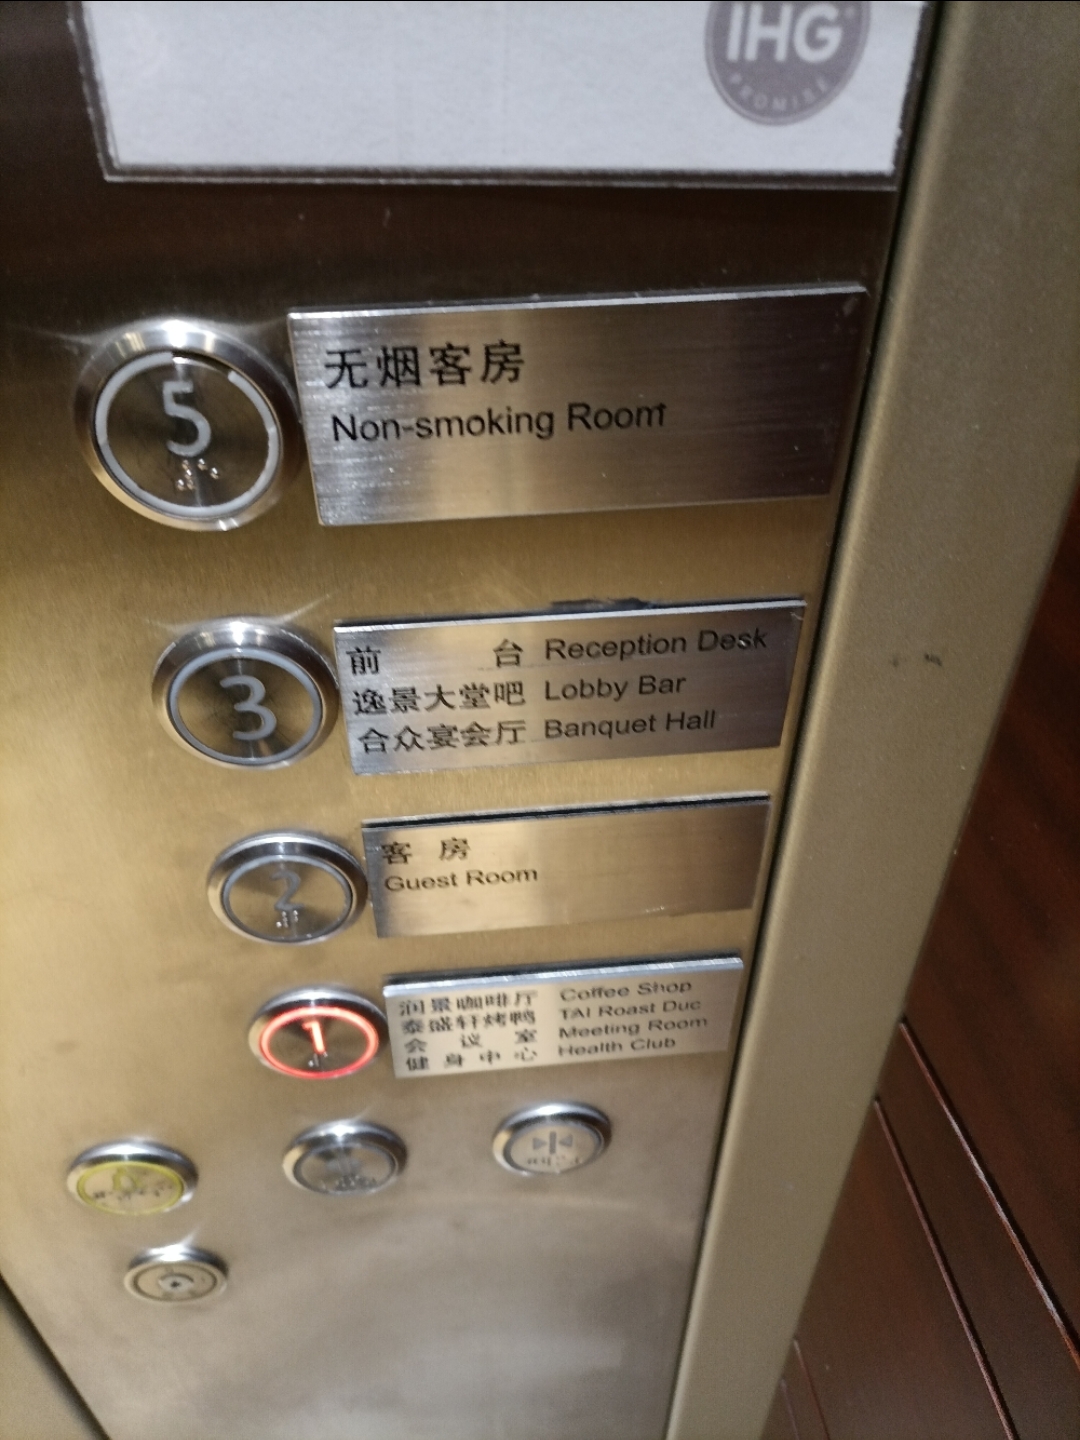 IHG
PROMISE
5
无烟客房
Non-smoking Room
3
前 台 Reception Desk
逸景大堂吧 Lobby Bar
合众宴会厅 Banquet Hall
2
客 房
Guest Room
1
润景咖啡厅 Coffee Shop
泰盛轩烤鸭 TAI Roast Duc
会 议 室 Meeting Room
健 身 中 心 Health Club